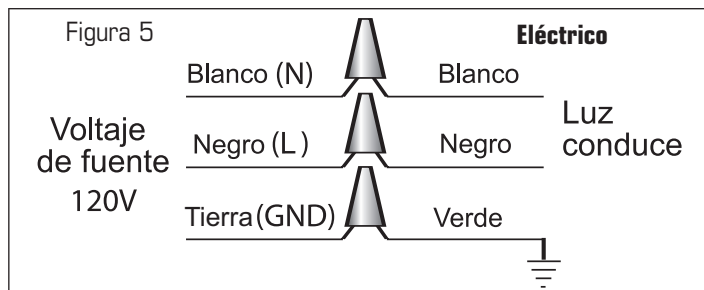 Figura 5
Eléctrico
Blanco (N)
Blanco
Voltaje
de fuente
120V
Negro (L)
Negro
Luz
conduce
Tierra (GND)
Verde